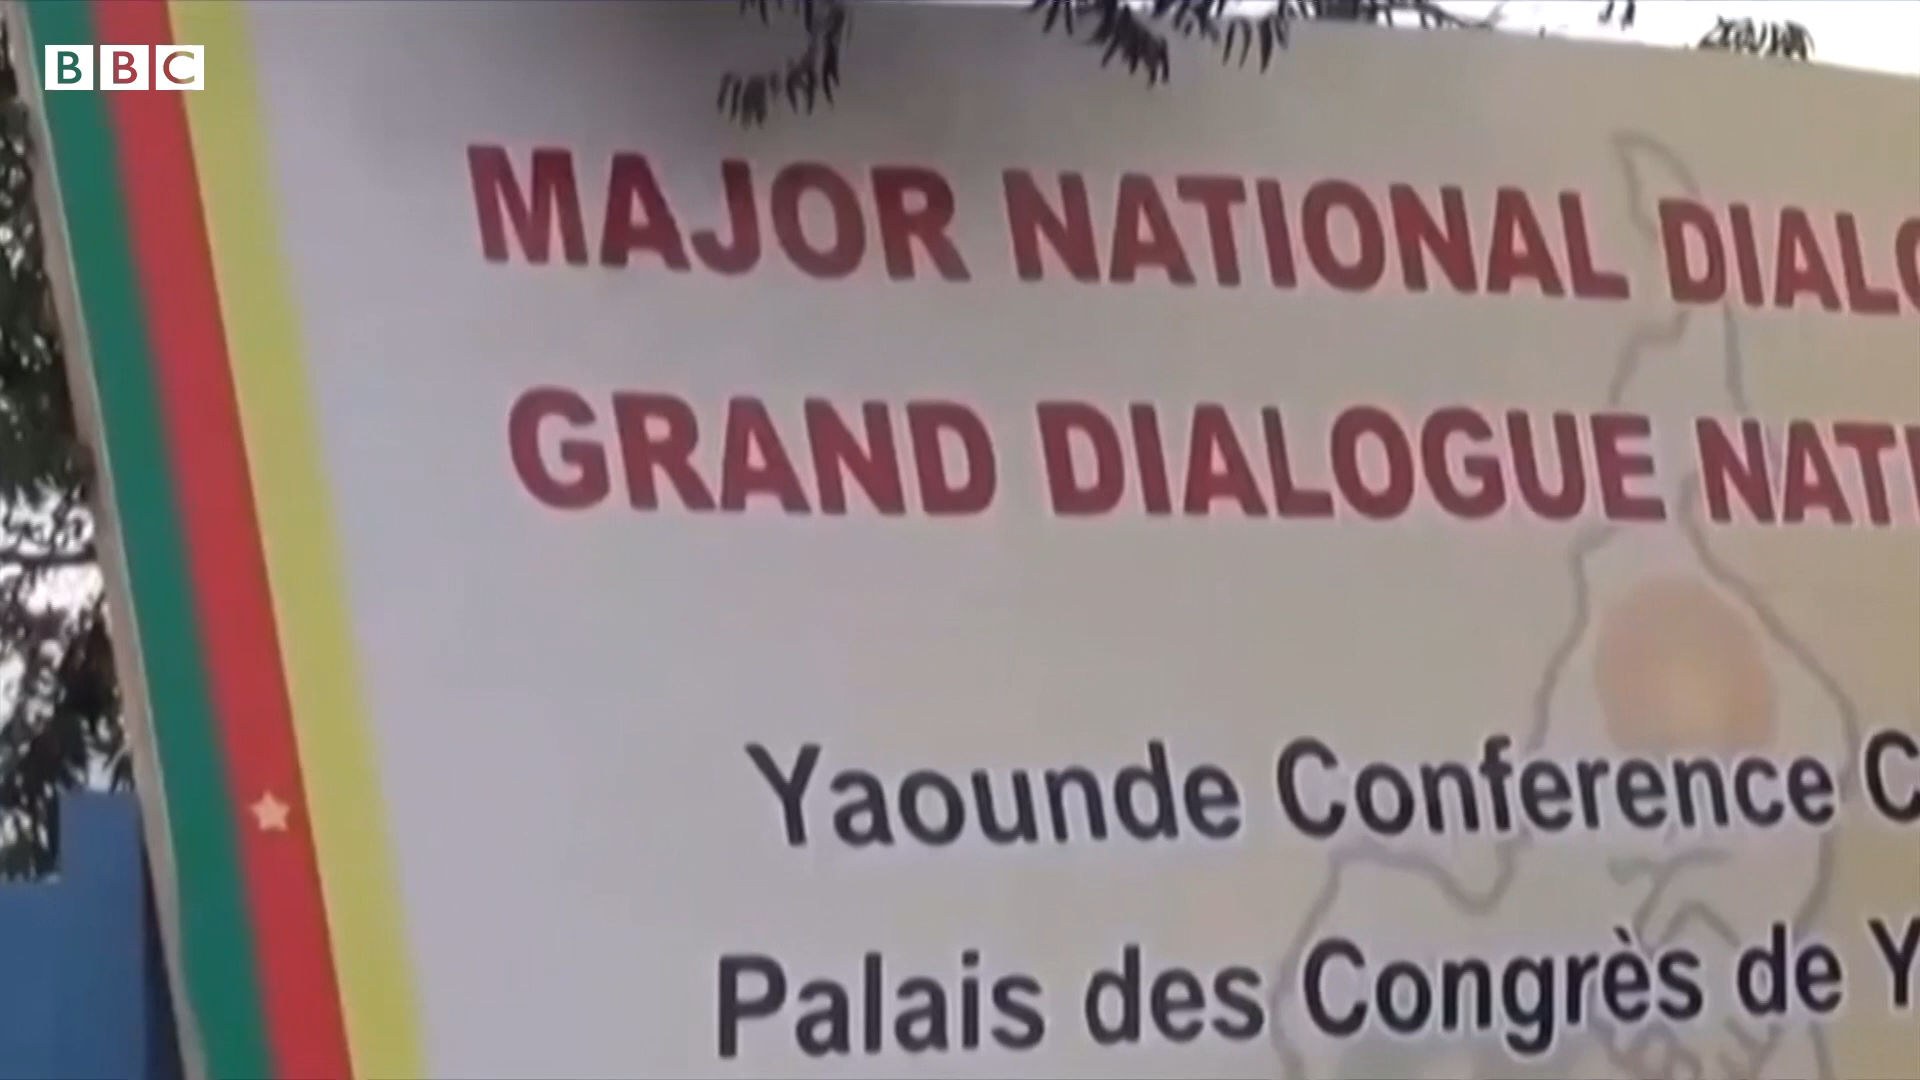 BBC
MAJOR NATIONAL
GRAND DIALOGUE
Yaounde Conference
Palais des Congrès de